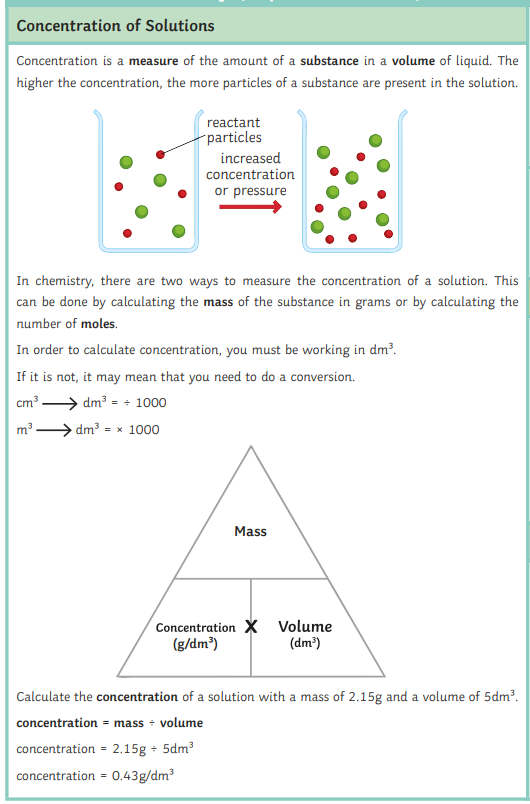 Concentration of Solutions
Concentration is a measure of the amount of a substance in a volume of liquid. The
higher the concentration, the more particles of a substance are present in the solution.
reactant
particles
increased
concentration
or pressure
In chemistry, there are two ways to measure the concentration of a solution. This
can be done by calculating the mass of the substance in grams or by calculating the
number of moles.
In order to calculate concentration, you must be working in dm³.
If it is not, it may mean that you need to do a conversion.
cm³ ⟶ dm³ = ÷ 1000
m³ ⟶ dm³ = × 1000
Mass
Concentration X Volume
(g/dm³) (dm³)
Calculate the concentration of a solution with a mass of 2.15g and a volume of 5dm³.
concentration = mass ÷ volume
concentration = 2.15g ÷ 5dm³
concentration = 0.43g/dm³